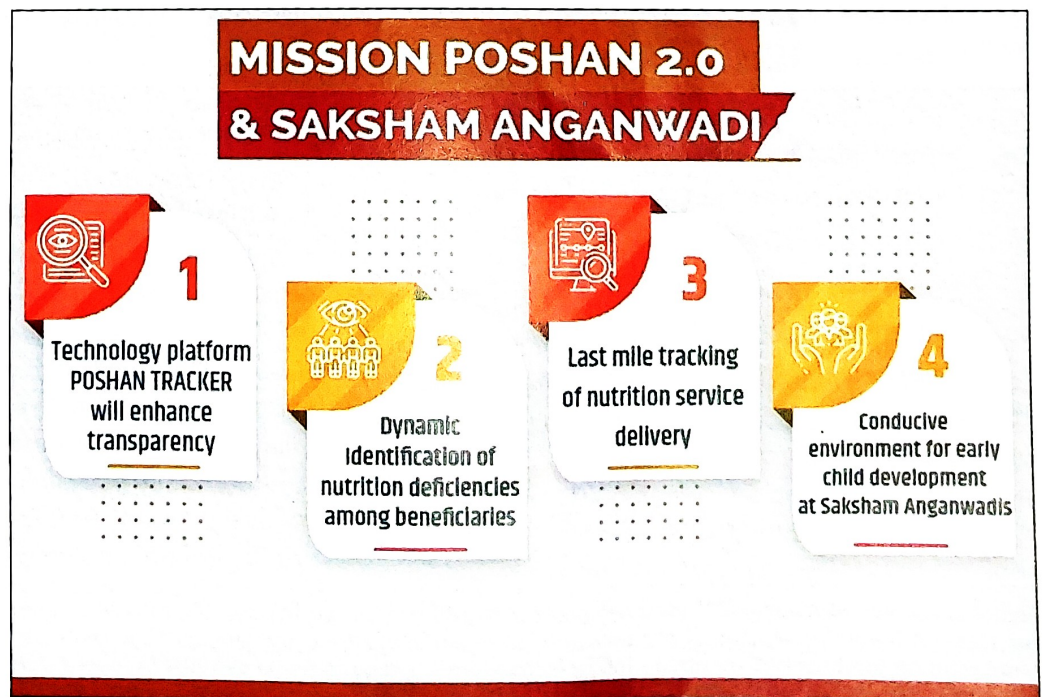 MISSION POSHAN 2.0
& SAKSHAM ANGANWADI
1
Technology platform
POSHAN TRACKER
will enhance
transparency
2
Dynamic
Identification of
nutrition deficiencies
among beneficiaries
3
Last mile tracking
of nutrition service
delivery
4
Conducive
environment for early
child development
at Saksham Anganwadis